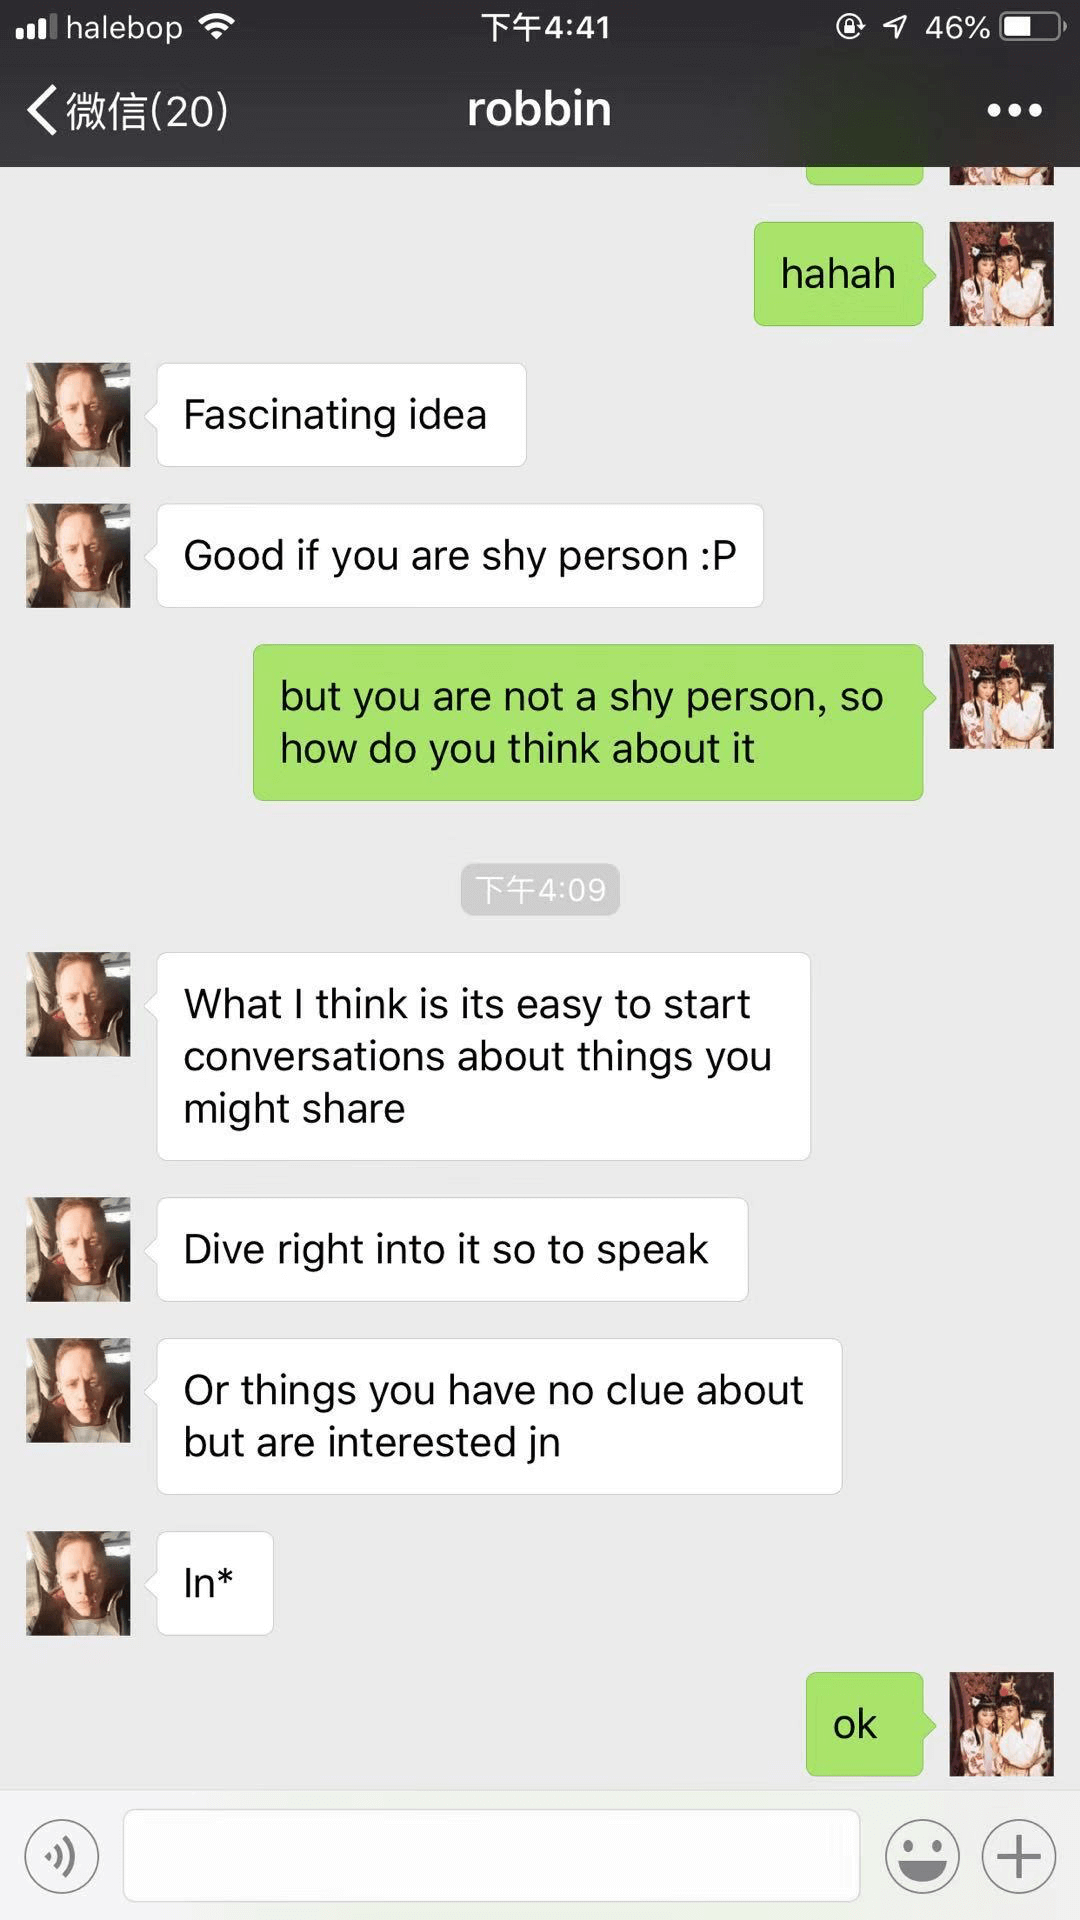 halebop 下午4:41 46%
微信(20) robbin
hahah
Fascinating idea
Good if you are shy person :P
but you are not a shy person, so
how do you think about it
下午4:09
What I think is its easy to start
conversations about things you
might share
Dive right into it so to speak
Or things you have no clue about
but are interested jn
In*
ok